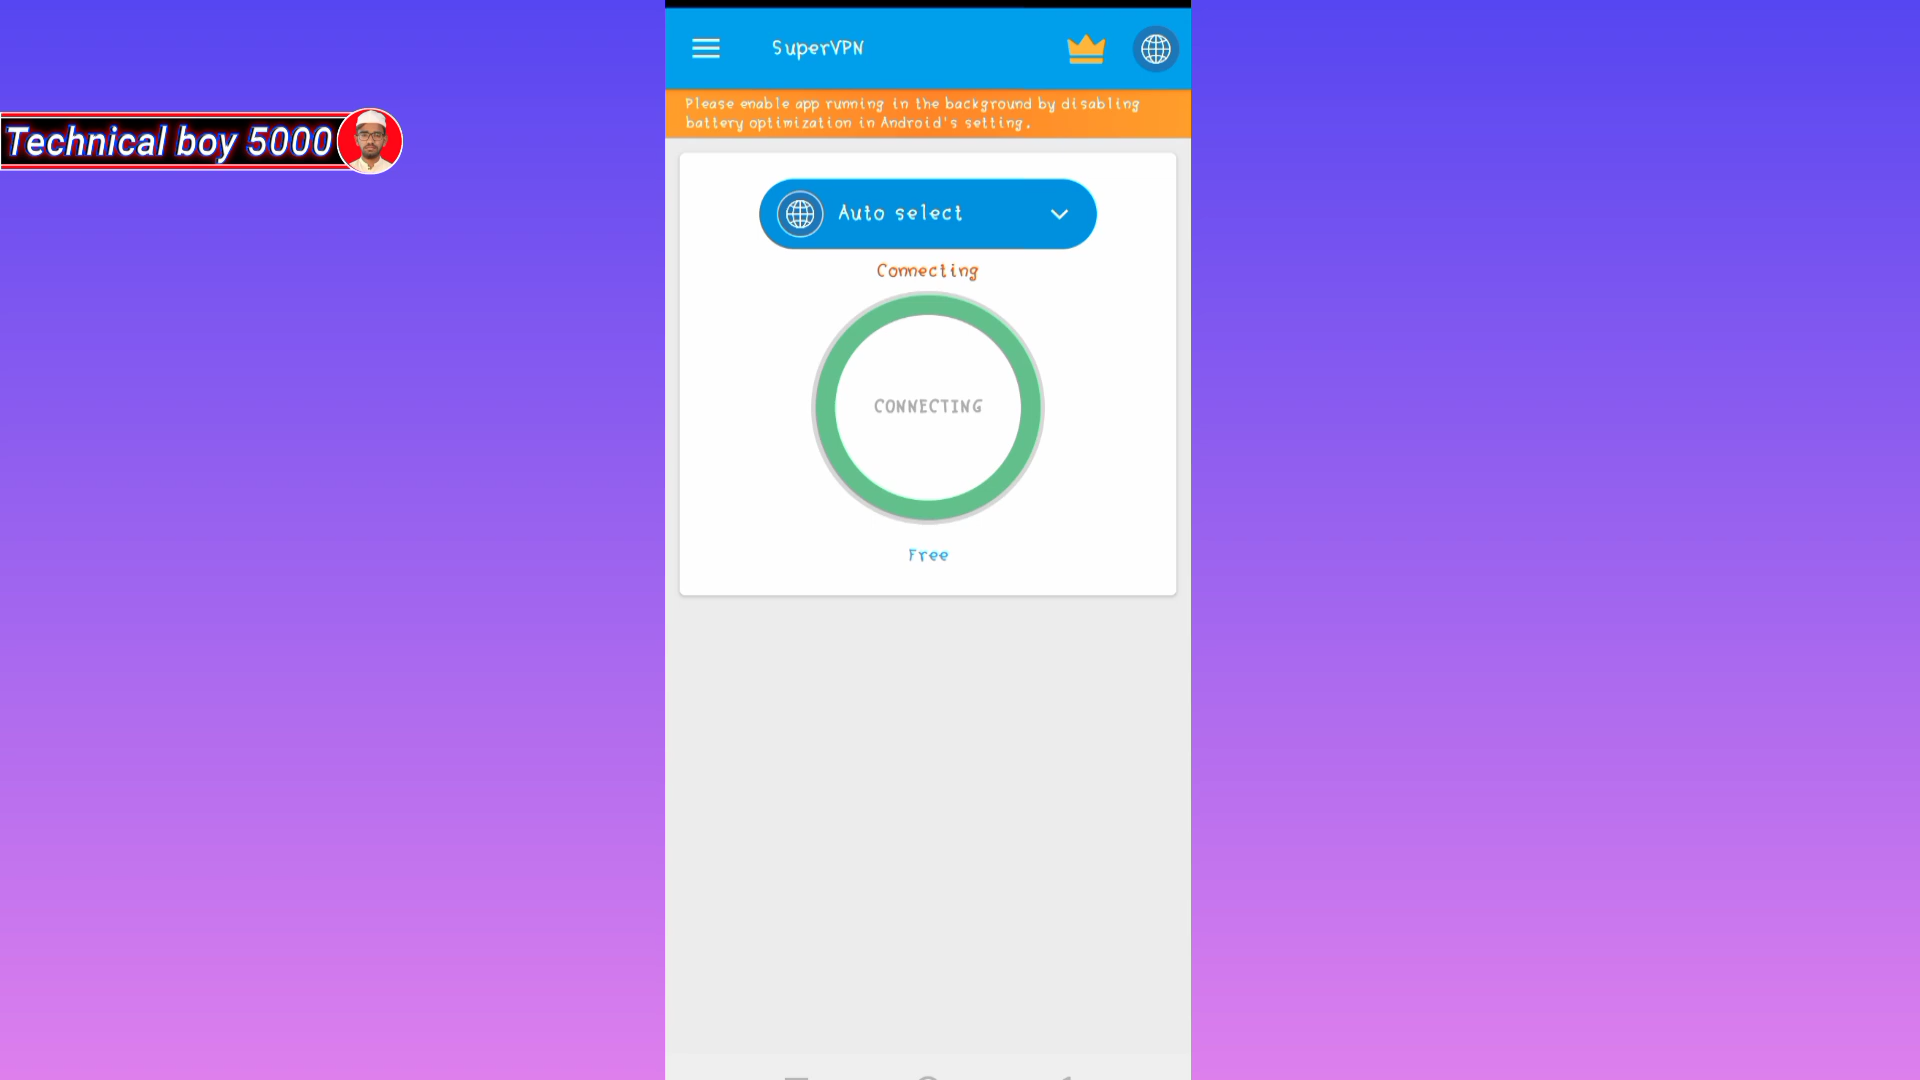 SuperVPN
Please enable app running in the background by disabling
battery optimization in Android's setting.
Technical boy 5000
Auto select
Connecting
CONNECTING
Free